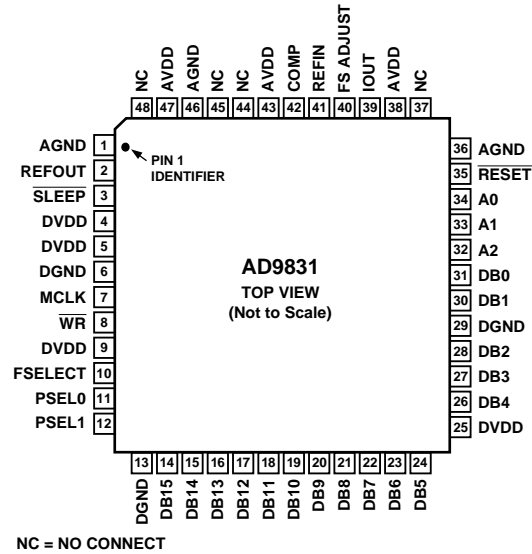 NC
AVDD
AGND
NC
NC
AVDD
COMP
REFIN
FS ADJUST
IOUT
AVDD
NC
48 47 46 45 44 43 42 41 40 39 38 37
AGND 1
REFOUT 2
SLEEP 3
DVDD 4
DVDD 5
DGND 6
MCLK 7
WR 8
DVDD 9
FSELECT 10
PSEL0 11
PSEL1 12
PIN 1
IDENTIFIER
AD9831
TOP VIEW
(Not to Scale)
36 AGND
35 RESET
34 A0
33 A1
32 A2
31 DB0
30 DB1
29 DGND
28 DB2
27 DB3
26 DB4
25 DVDD
13 14 15 16 17 18 19 20 21 22 23 24
DGND
DB15
DB14
DB13
DB12
DB11
DB10
DB9
DB8
DB7
DB6
DB5
NC = NO CONNECT